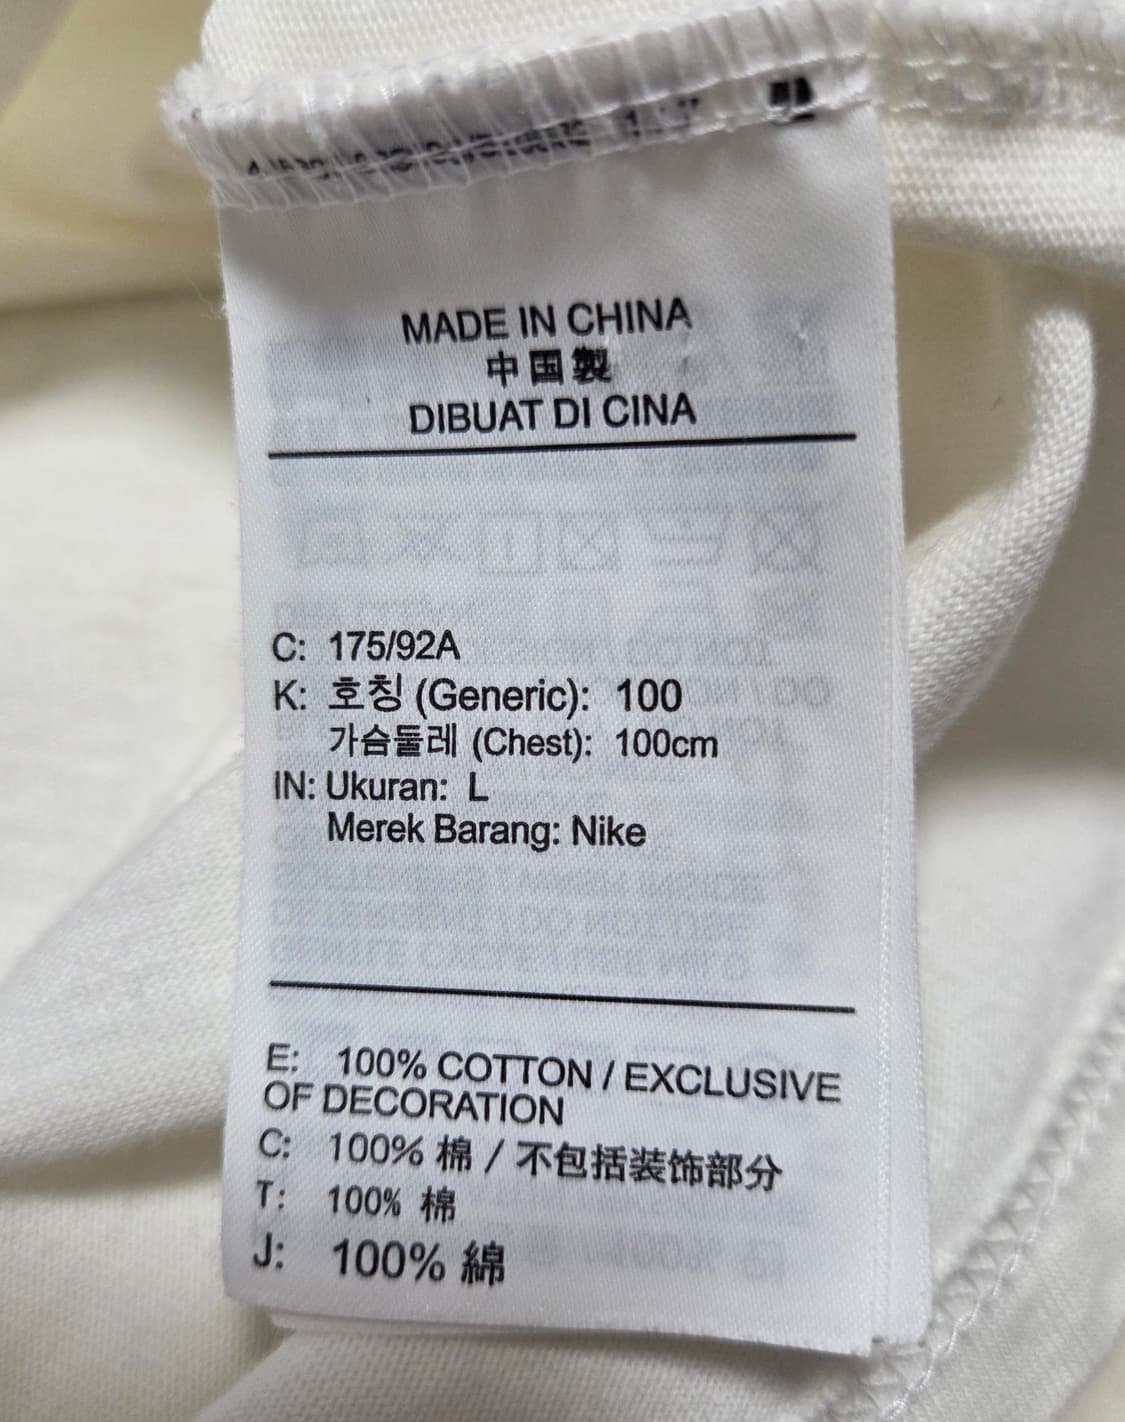 MADE IN CHINA
中国製
DIBUAT DI CINA
C: 175/92A
K: 호칭 (Generic): 100
가슴둘레 (Chest): 100cm
IN: Ukuran: L
Merek Barang: Nike
E: 100% COTTON / EXCLUSIVE
OF DECORATION
C: 100% 棉 / 不包括装饰部分
T: 100% 棉
J: 100% 綿